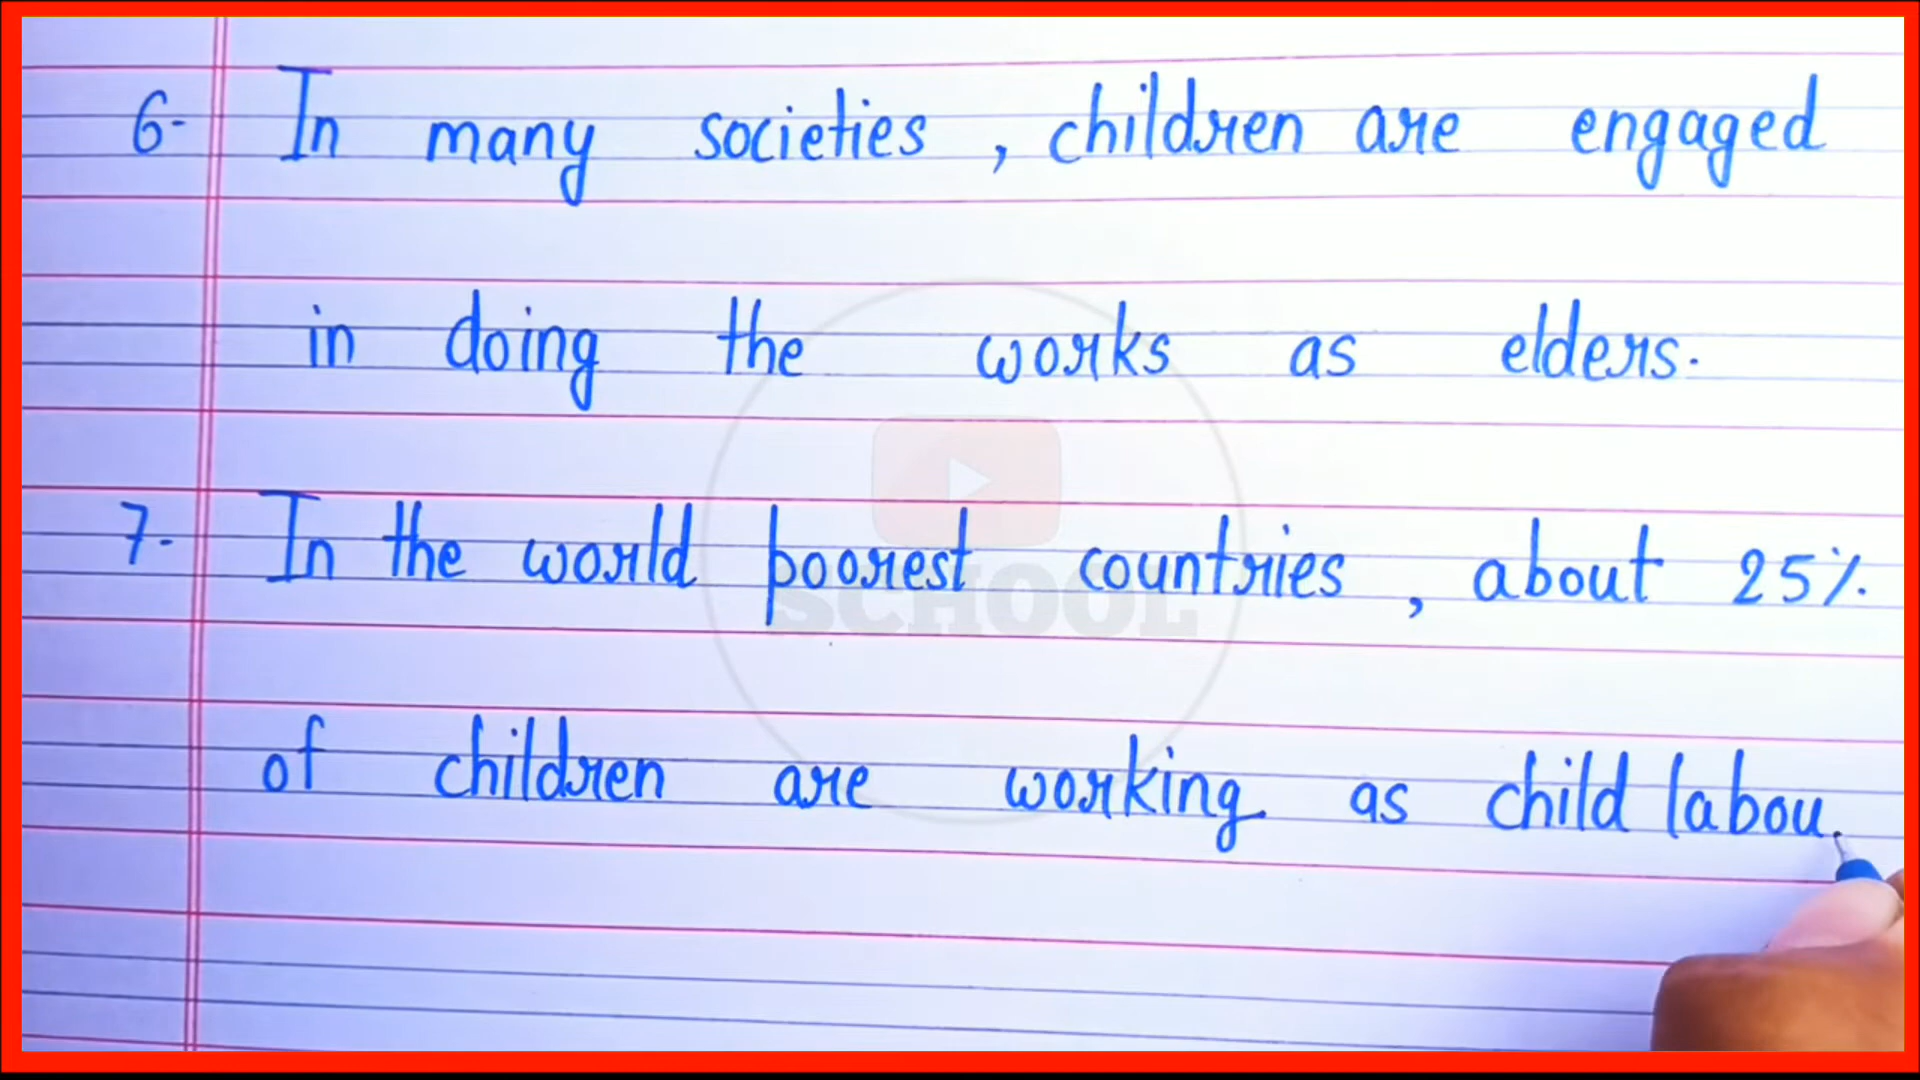 6- In many societies, children are engaged
in doing the works as elders.
7- In the world poorest countries, about 25%
SCHOOL
of children are working as child labou